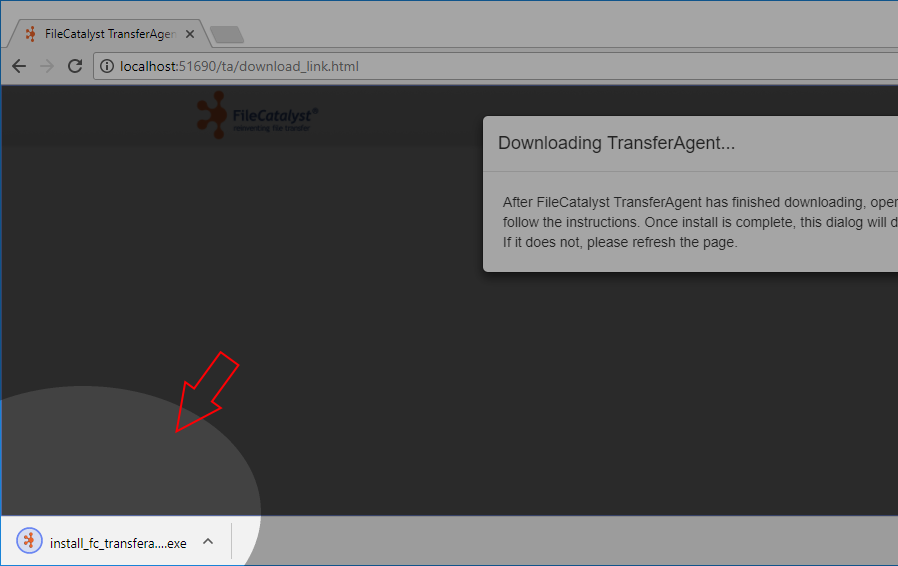 FileCatalyst TransferAgen
localhost:51690/ta/download_link.html
FileCatalyst®
reinventing file transfer
Downloading TransferAgent...
After FileCatalyst TransferAgent has finished downloading, open
follow the instructions. Once install is complete, this dialog will d
If it does not, please refresh the page.
install_fc_transfera....exe